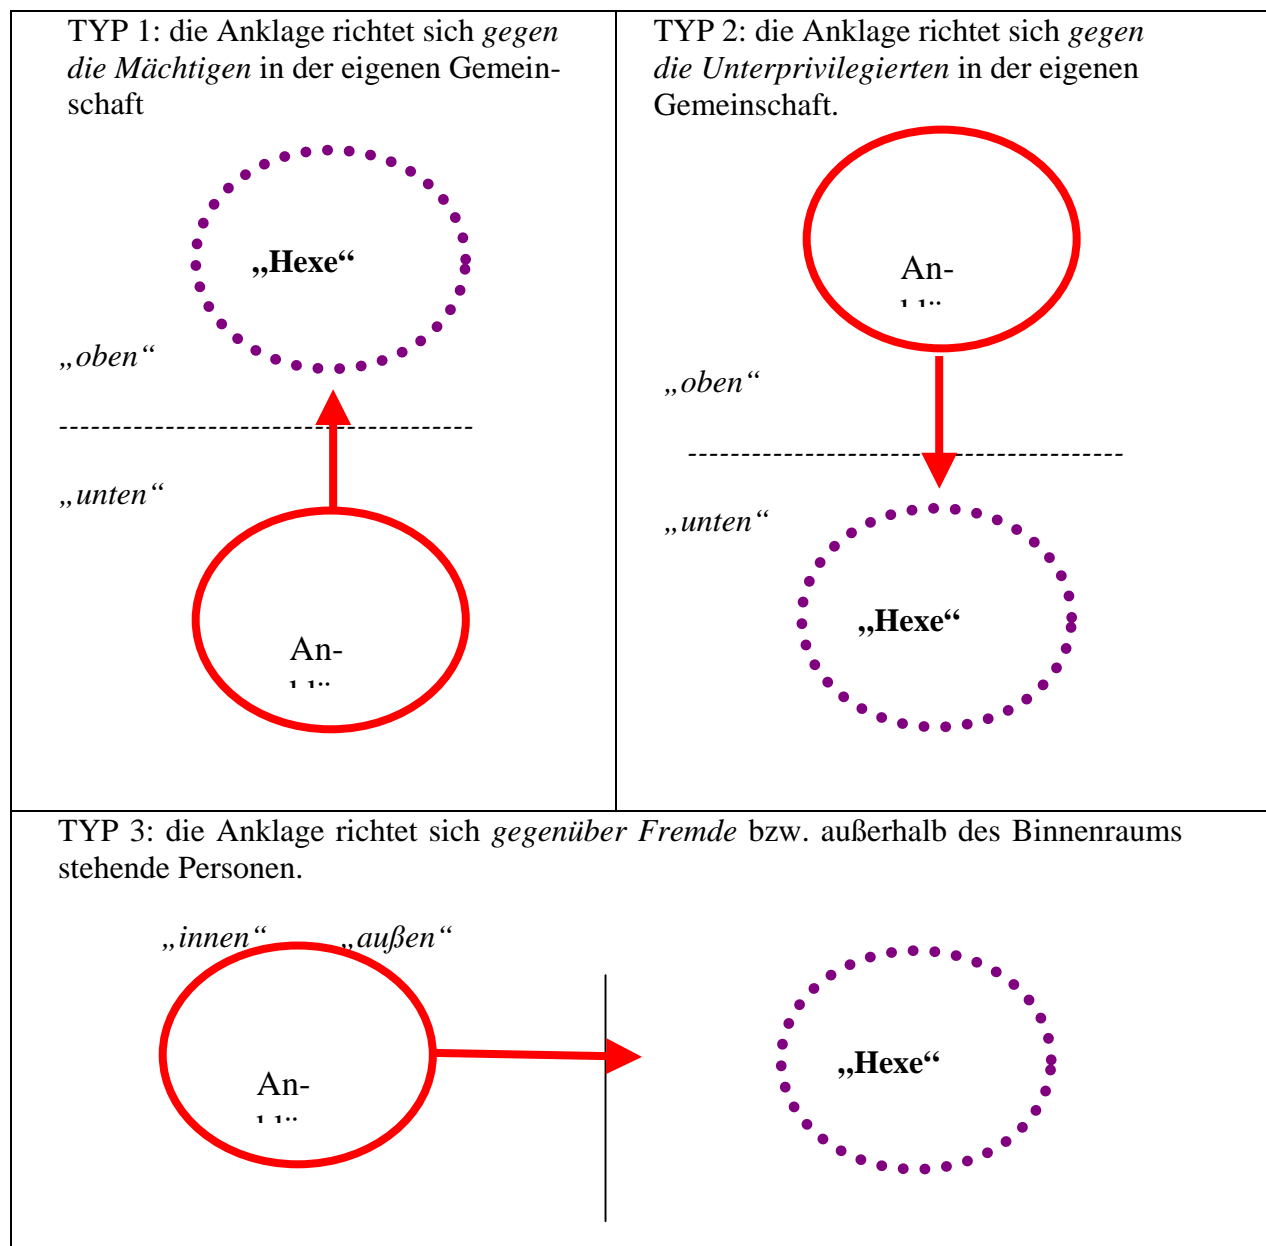 TYP 1: die Anklage richtet sich gegen
die Mächtigen in der eigenen Gemein-
schaft
„Hexe“
„oben“
„unten“
An-
TYP 2: die Anklage richtet sich gegen
die Unterprivilegierten in der eigenen
Gemeinschaft.
An-
„oben“
„unten“
„Hexe“
TYP 3: die Anklage richtet sich gegenüber Fremde bzw. außerhalb des Binnenraums
stehende Personen.
„innen“ „außen“
An-
„Hexe“